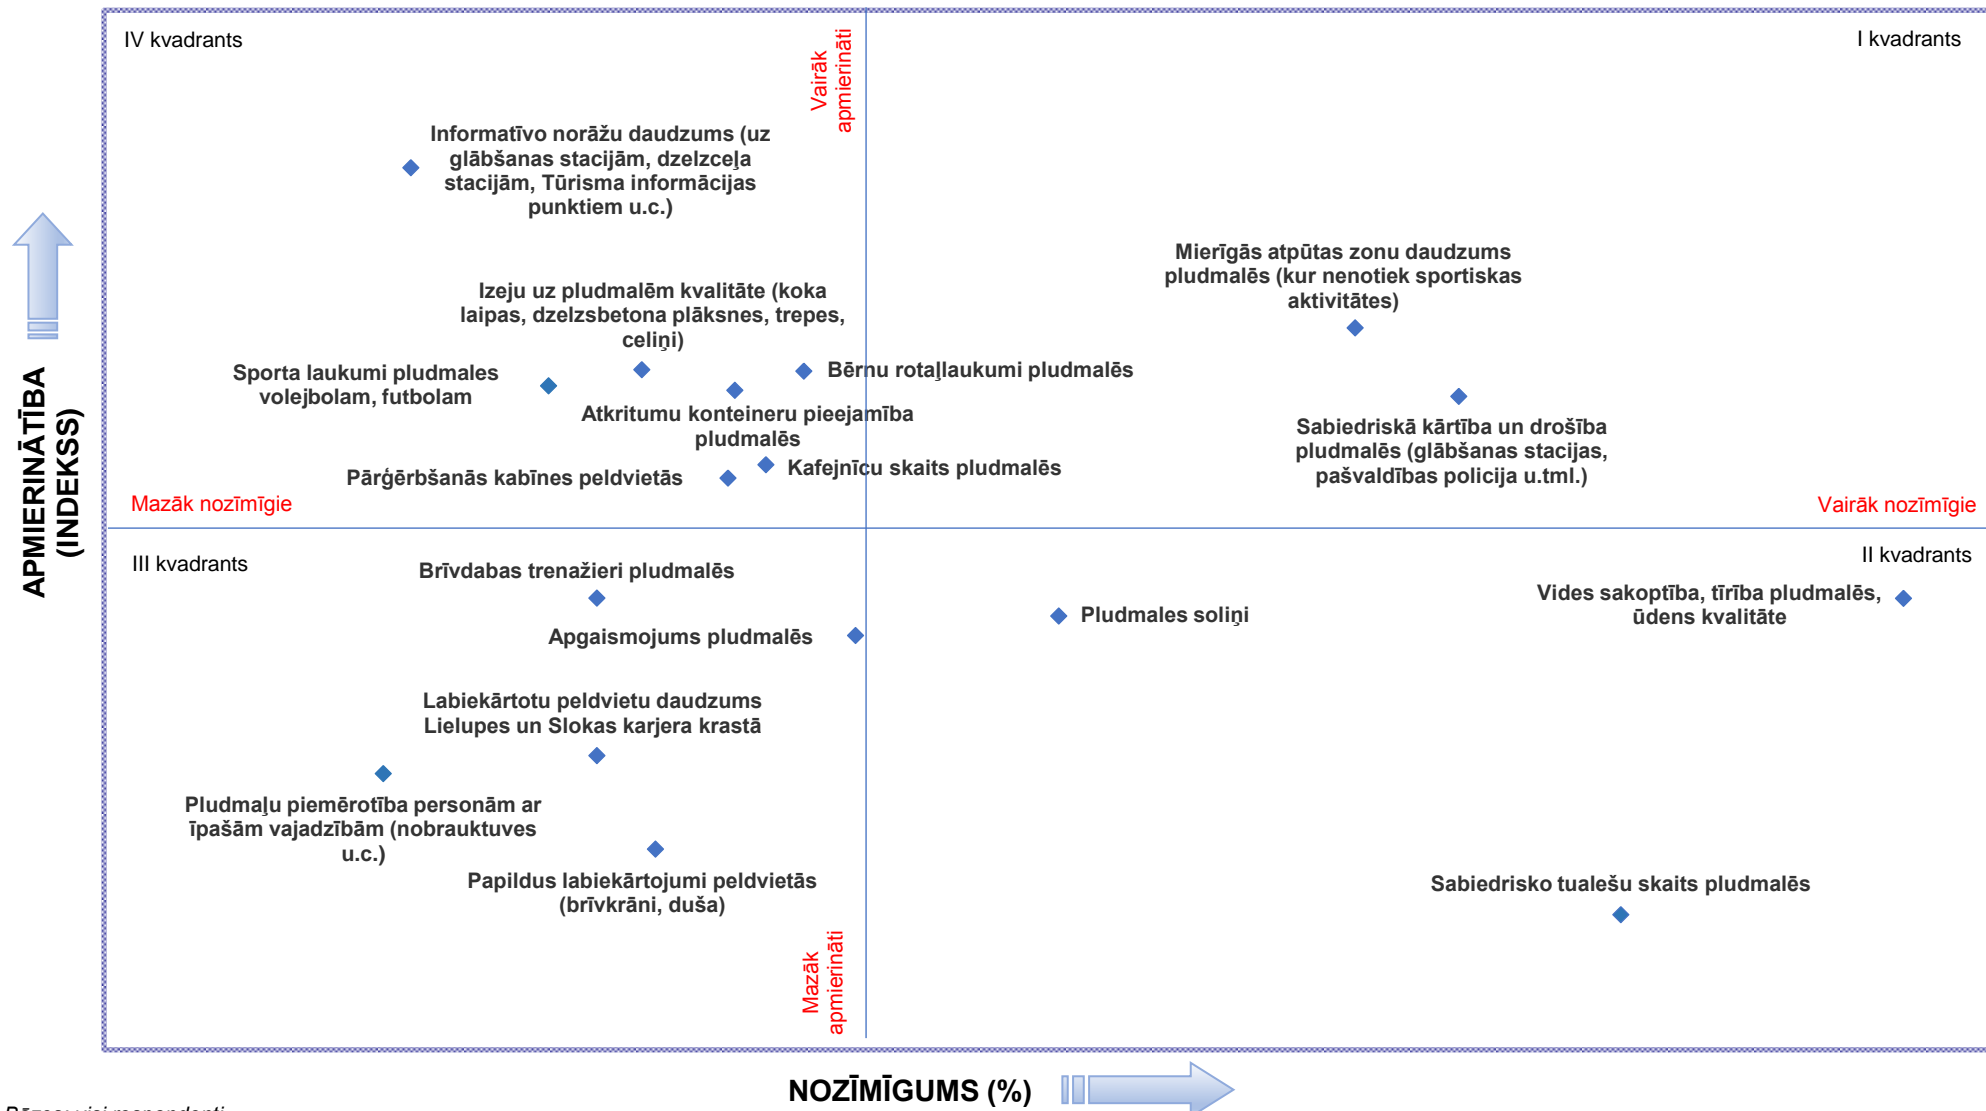 IV kvadrants
I kvadrants
Vairāk
apmierināti
Informatīvo norāžu daudzums (uz
glābšanas stacijām, dzelzceļa
stacijām, Tūrisma informācijas
punktiem u.c.)
Mierīgās atpūtas zonu daudzums
pludmalēs (kur nenotiek sportiskas
aktivitātes)
Izeju uz pludmalēm kvalitāte (koka
laipas, dzelzsbetona plāksnes, trepes,
celiņi)
Sporta laukumi pludmales
volejbolam, futbolam
Bērnu rotaļlaukumi pludmalēs
Atkritumu konteineru pieejamība
pludmalēs
Sabiedriskā kārtība un drošība
pludmalēs (glābšanas stacijas,
pašvaldības policija u.tml.)
Kafejnīcu skaits pludmalēs
Pārģērbšanās kabīnes peldvietās
Mazāk nozīmīgie
Vairāk nozīmīgie
APMIERINĀTĪBA
(INDEKSS)
III kvadrants
II kvadrants
Brīvdabas trenažieri pludmalēs
Vides sakoptība, tīrība pludmalēs,
ūdens kvalitāte
Pludmales soliņi
Apgaismojums pludmalēs
Labiekārtotu peldvietu daudzums
Lielupes un Slokas karjera krastā
Pludmaļu piemērotība personām ar
īpašām vajadzībām (nobrauktuves
u.c.)
Papildus labiekārtojumi peldvietās
(brīvkrāni, duša)
Sabiedrisko tualešu skaits pludmalēs
Mazāk
apmierināti
NOZĪMĪGUMS (%)